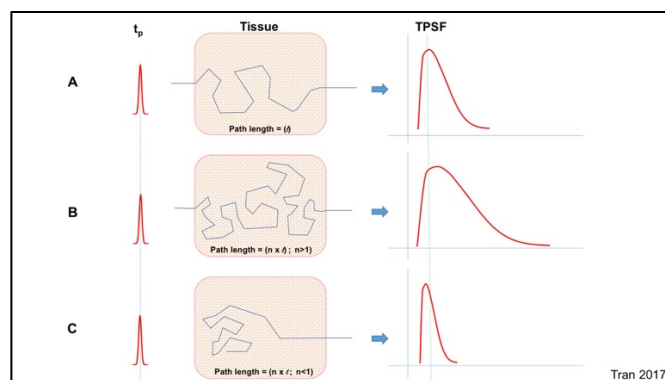 tp Tissue TPSF
A
Path length = (ℓ)
B
Path length = (n x ℓ ; n>1)
C
Path length = (n x ℓ ; n<1)
Tran 2017